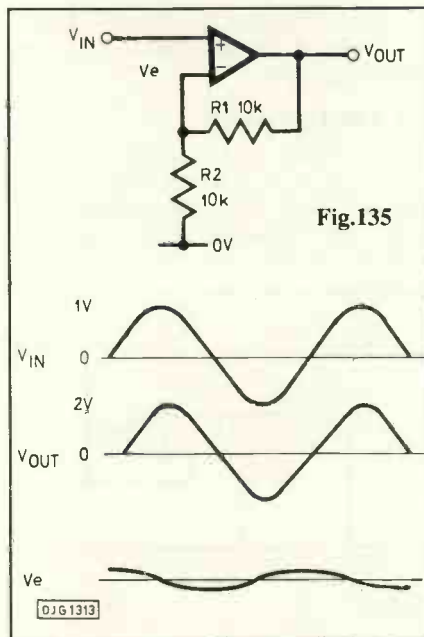 VIN
+
VOUT
Ve
−
R1 10k
R2
10k
Fig.135
0V
1V
VIN
0
2V
VOUT
0
Ve
DJG1313